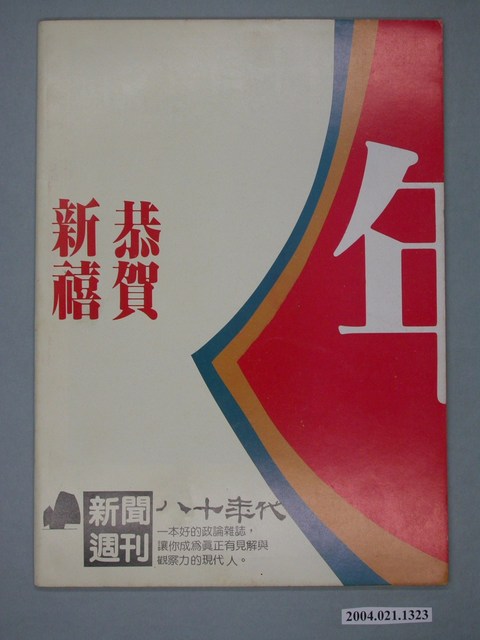 恭賀
新禧
年
新聞
週刊
八十年代
一本好的政論雜誌，
讓你成為眞正有見解與
觀察力的現代人。
2004.021.1323